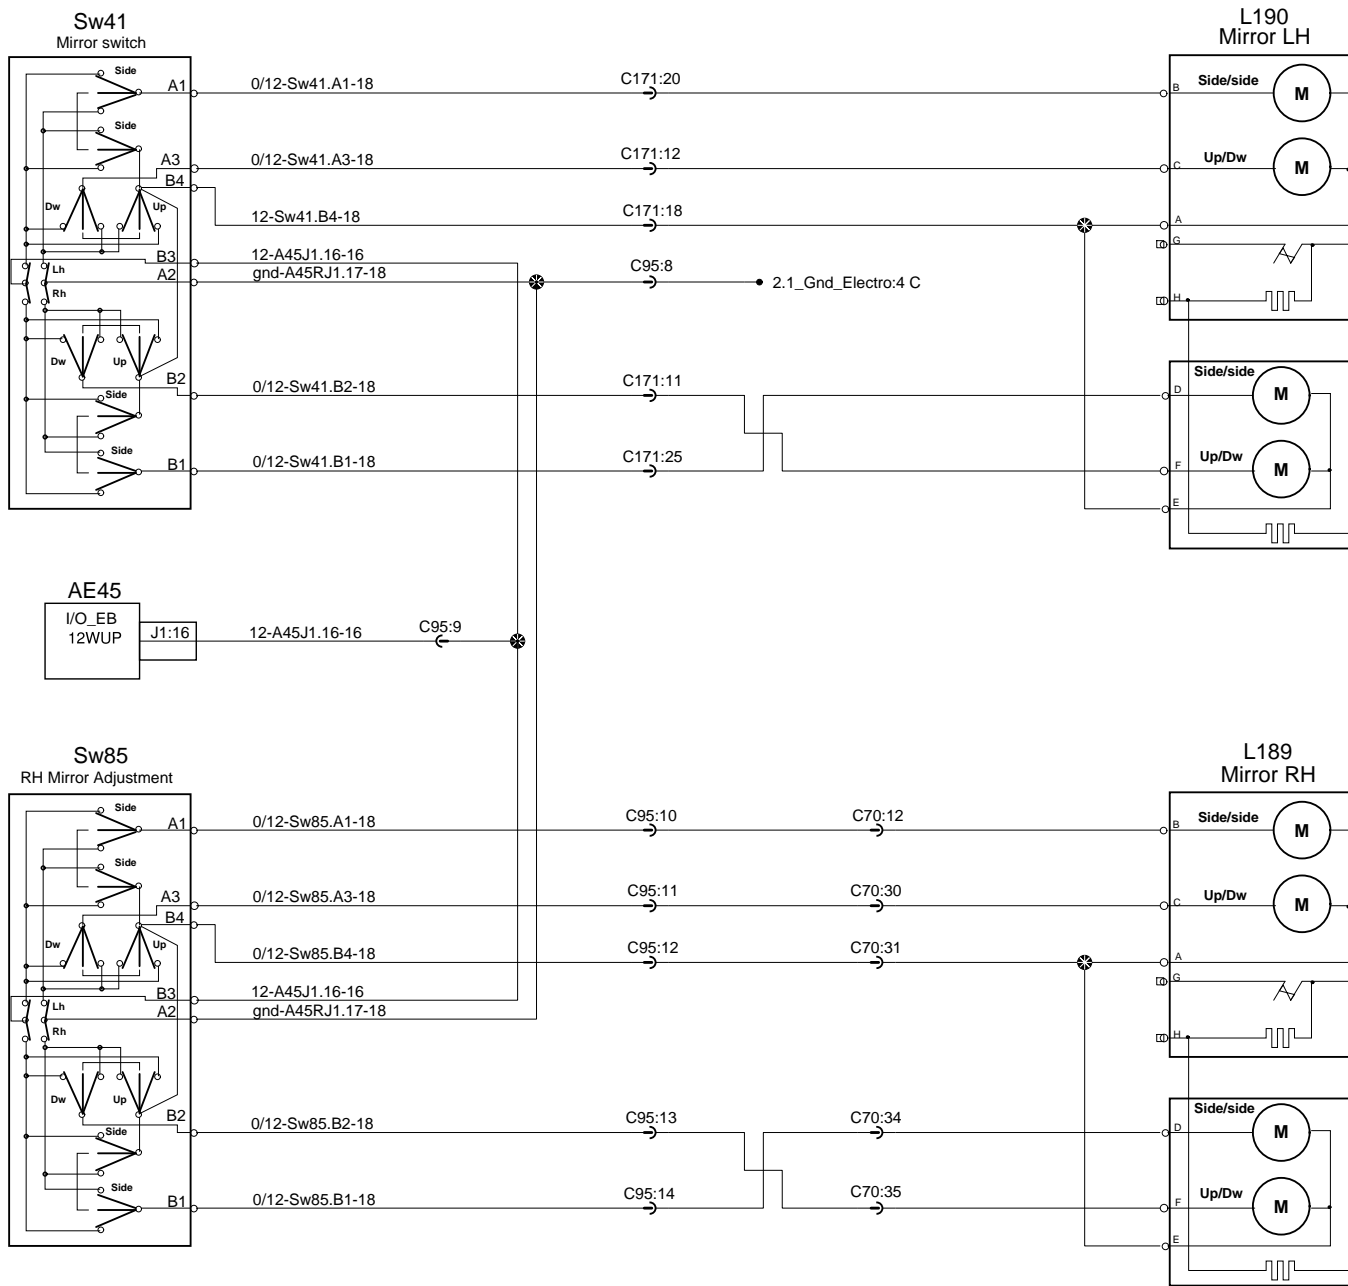 Sw41
Mirror switch
L190
Mirror LH
Side
A1
0/12-Sw41.A1-18
C171:20
B
Side/side
M
Side
A3
0/12-Sw41.A3-18
C171:12
C
Up/Dw
M
B4
Dw
Up
12-Sw41.B4-18
C171:18
A
G
B3
12-A45J1.16-16
Lh
A2
gnd-A45RJ1.17-18
C95:8
2.1_Gnd_Electro:4 C
Rh
H
Dw
Up
B2
0/12-Sw41.B2-18
C171:11
D
Side/side
M
Side
Side
B1
0/12-Sw41.B1-18
C171:25
F
Up/Dw
M
E
AE45
I/O_EB
12WUP
J1:16
12-A45J1.16-16
C95:9
Sw85
RH Mirror Adjustment
L189
Mirror RH
Side
A1
0/12-Sw85.A1-18
C95:10
C70:12
B
Side/side
M
Side
A3
0/12-Sw85.A3-18
C95:11
C70:30
C
Up/Dw
M
B4
Dw
Up
0/12-Sw85.B4-18
C95:12
C70:31
A
G
B3
12-A45J1.16-16
Lh
A2
gnd-A45RJ1.17-18
Rh
H
Dw
Up
B2
0/12-Sw85.B2-18
C95:13
C70:34
D
Side/side
M
Side
Side
B1
0/12-Sw85.B1-18
C95:14
C70:35
F
Up/Dw
M
E